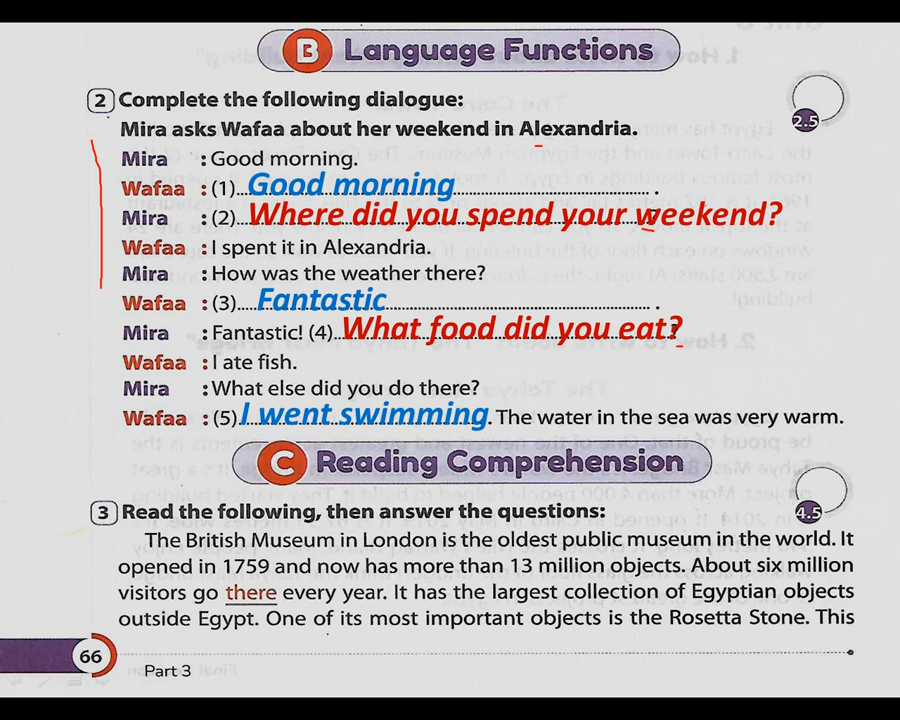 B Language Functions
2 Complete the following dialogue:
2.5
Mira asks Wafaa about her weekend in Alexandria.
Mira : Good morning.
Wafaa : (1) Good morning .
Mira : (2) Where did you spend your weekend?
Wafaa : I spent it in Alexandria.
Mira : How was the weather there?
Wafaa : (3) Fantastic .
Mira : Fantastic! (4) What food did you eat?
Wafaa : I ate fish.
Mira : What else did you do there?
Wafaa : (5) I went swimming. The water in the sea was very warm.
C Reading Comprehension
3 Read the following, then answer the questions:
4.5
The British Museum in London is the oldest public museum in the world. It
opened in 1759 and now has more than 13 million objects. About six million
visitors go there every year. It has the largest collection of Egyptian objects
outside Egypt. One of its most important objects is the Rosetta Stone. This
66
Part 3